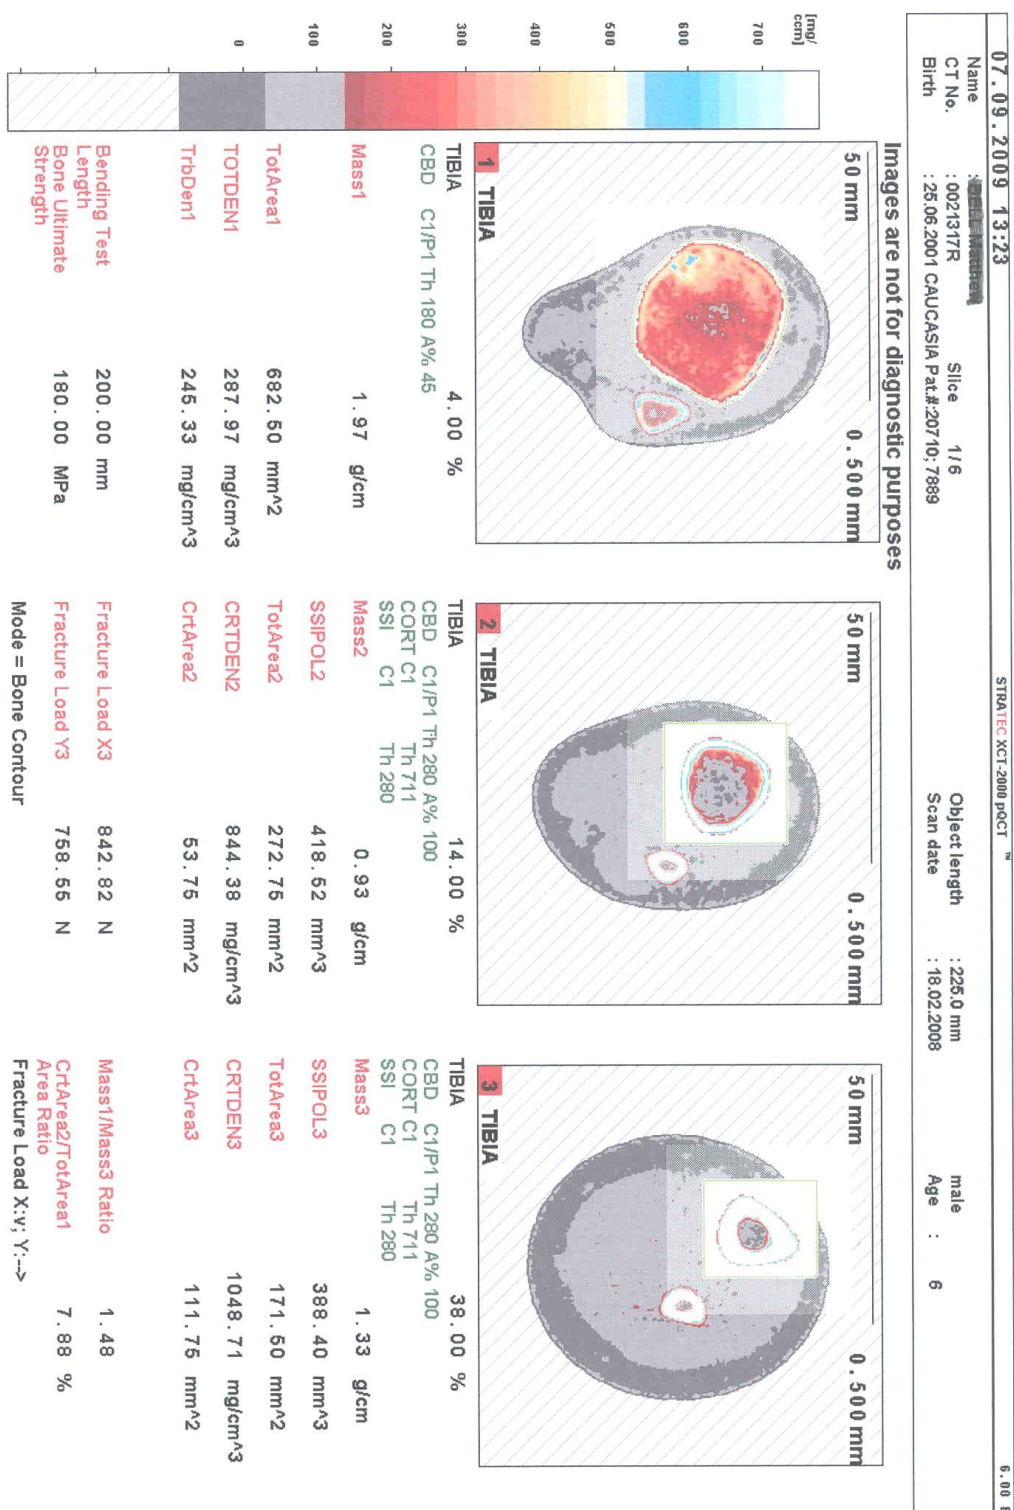 07.09.2009 13:23
STRATEC XCT-2000 pQCT ™
6.00
Name :
CT No. : 0021317R
Slice 1/6
Birth : 25.06.2001 CAUCASIA Pat.#:20710; 7889
Object length : 225.0 mm
Scan date : 18.02.2008
male
Age : 6
Images are not for diagnostic purposes
50 mm
0.500mm
1 TIBIA
50 mm
0.500mm
2 TIBIA
50 mm
0.500mm
3 TIBIA
[mg/
ccm]
700
600
500
400
300
200
100
0
TIBIA 4.00 %
CBD C1/P1 Th 180 A% 45
Mass1 1.97 g/cm
TotArea1 682.50 mm^2
TOTDEN1 287.97 mg/cm^3
TrbDen1 245.33 mg/cm^3
Bending Test
Length 200.00 mm
Bone Ultimate
Strength 180.00 MPa
TIBIA 14.00 %
CBD C1/P1 Th 280 A% 100
CORT C1 Th 711
SSI C1 Th 280
Mass2 0.93 g/cm
SSIPOL2 418.52 mm^3
TotArea2 272.75 mm^2
CRTDEN2 844.38 mg/cm^3
CrtArea2 53.75 mm^2
Fracture Load X3 842.82 N
Fracture Load Y3 758.55 N
Mode = Bone Contour
TIBIA 38.00 %
CBD C1/P1 Th 280 A% 100
CORT C1 Th 711
SSI C1 Th 280
Mass3 1.33 g/cm
SSIPOL3 388.40 mm^3
TotArea3 171.50 mm^2
CRTDEN3 1048.71 mg/cm^3
CrtArea3 111.75 mm^2
Mass1/Mass3 Ratio 1.48
CrtArea2/TotArea1
Area Ratio 7.88 %
Fracture Load X:v; Y:-->